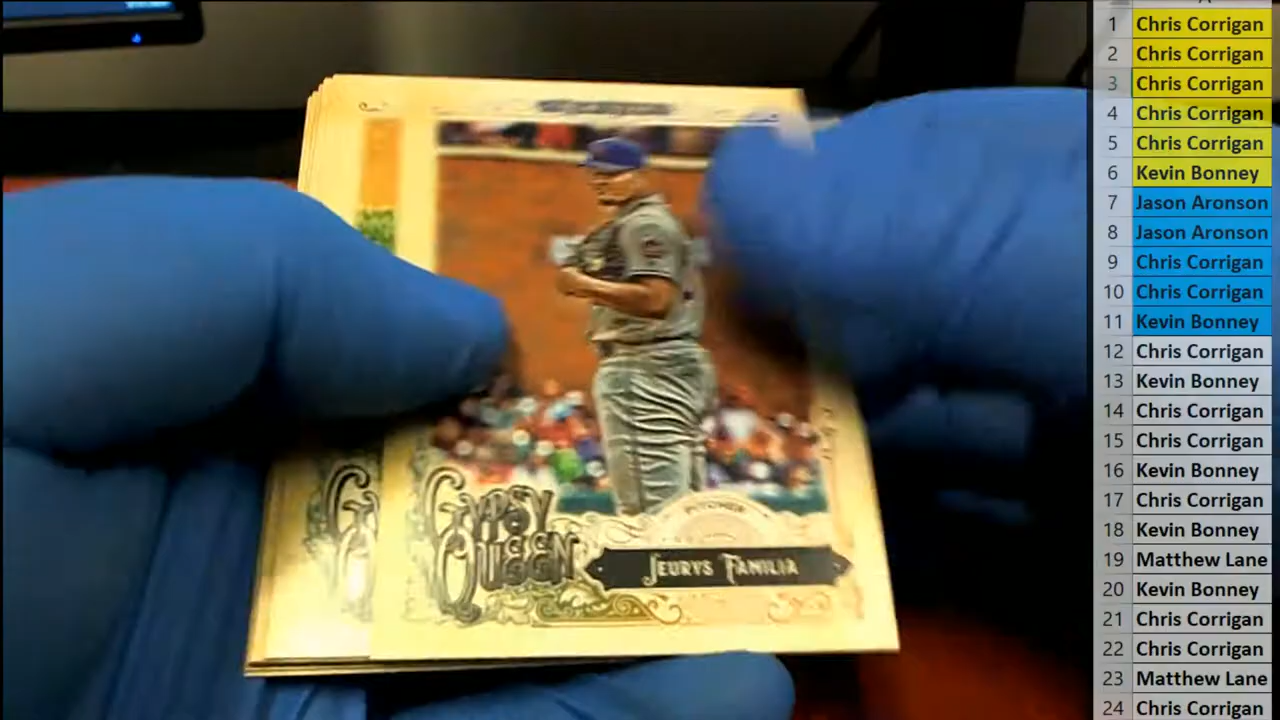 GYPSY
QUEEN
PITCHER
JEURYS FAMILIA
GY
Q
1 Chris Corrigan
2 Chris Corrigan
3 Chris Corrigan
4 Chris Corrigan
5 Chris Corrigan
6 Kevin Bonney
7 Jason Aronson
8 Jason Aronson
9 Chris Corrigan
10 Chris Corrigan
11 Kevin Bonney
12 Chris Corrigan
13 Kevin Bonney
14 Chris Corrigan
15 Chris Corrigan
16 Kevin Bonney
17 Chris Corrigan
18 Kevin Bonney
19 Matthew Lane
20 Kevin Bonney
21 Chris Corrigan
22 Chris Corrigan
23 Matthew Lane
24 Chris Corrigan